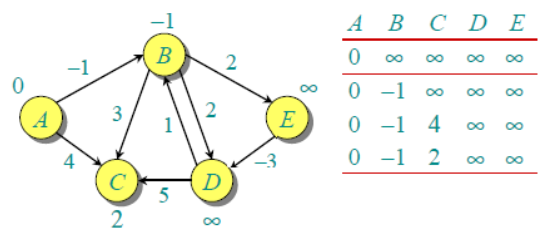 −1
B
0
−1
2
∞
A
3
2
1
E
4
−3
C
5
D
2
∞
A B C D E
0 ∞ ∞ ∞ ∞
0 −1 ∞ ∞ ∞
0 −1 4 ∞ ∞
0 −1 2 ∞ ∞